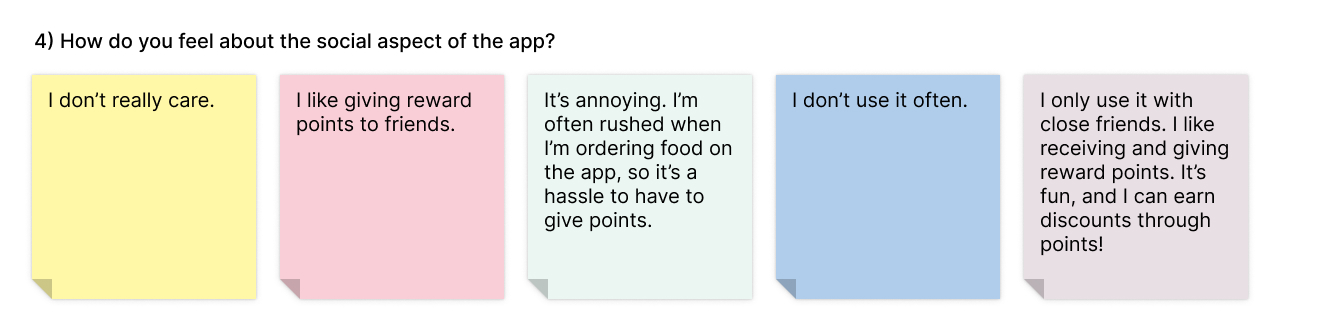 4) How do you feel about the social aspect of the app?
I don’t really care.
I like giving reward
points to friends.
It’s annoying. I’m
often rushed when
I’m ordering food on
the app, so it’s a
hassle to have to
give points.
I don’t use it often.
I only use it with
close friends. I like
receiving and giving
reward points. It’s
fun, and I can earn
discounts through
points!